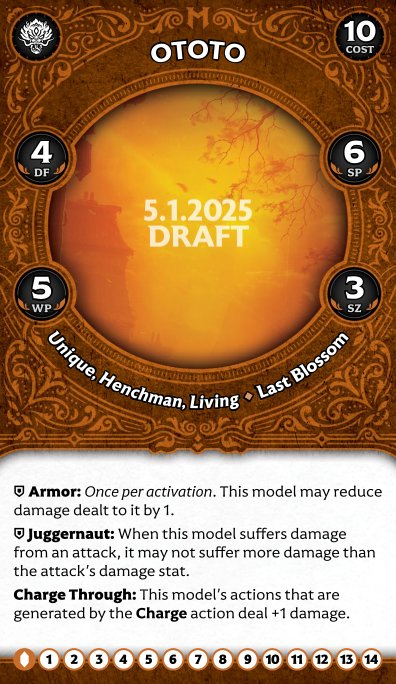 10
COST
OTOTO
4
DF
6
SP
5.1.2025
DRAFT
5
WP
3
SZ
Unique, Henchman, Living ◆ Last Blossom
Armor: Once per activation. This model may reduce
damage dealt to it by 1.
Juggernaut: When this model suffers damage
from an attack, it may not suffer more damage than
the attack’s damage stat.
Charge Through: This model’s actions that are
generated by the Charge action deal +1 damage.
1 2 3 4 5 6 7 8 9 10 11 12 13 14